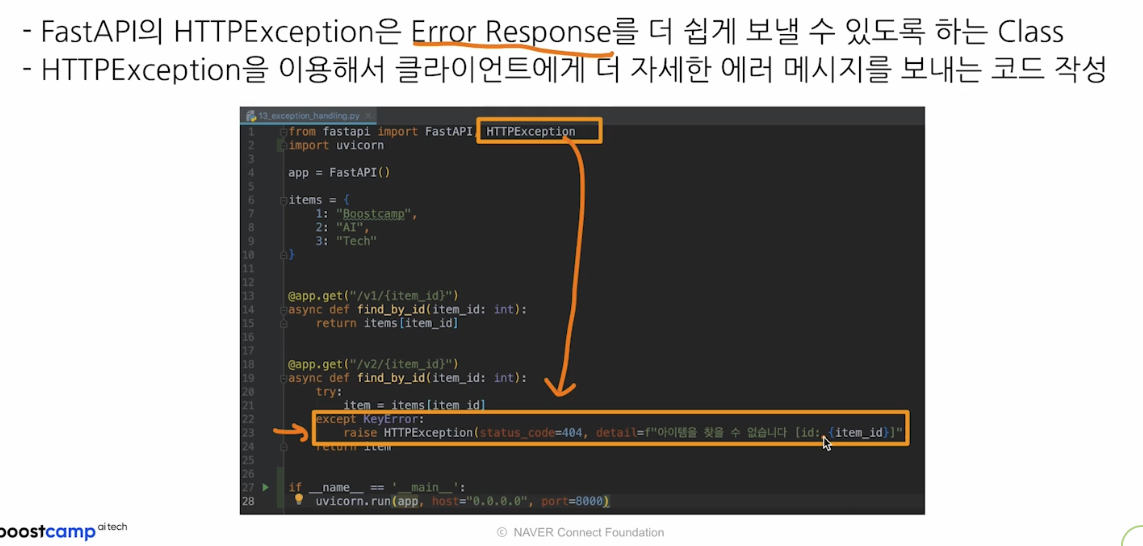 - FastAPI의 HTTPException은 Error Response를 더 쉽게 보낼 수 있도록 하는 Class
- HTTPException을 이용해서 클라이언트에게 더 자세한 에러 메시지를 보내는 코드 작성
13_exception_handling.py ×
1 from fastapi import FastAPI, HTTPException
2 import uvicorn
3
4 app = FastAPI()
5
6 items = {
7 1: "Boostcamp",
8 2: "AI",
9 3: "Tech"
10 }
11
12
13 @app.get("/v1/{item_id}")
14 async def find_by_id(item_id: int):
15 return items[item_id]
16
17
18 @app.get("/v2/{item_id}")
19 async def find_by_id(item_id: int):
20 try:
21 item = items[item_id]
22 except KeyError:
23 raise HTTPException(status_code=404, detail=f"아이템을 찾을 수 없습니다 [id: {item_id}]"
24 return item
25
26
27 if __name__ == '__main__':
28 uvicorn.run(app, host="0.0.0.0", port=8000)
boostcamp ai tech
© NAVER Connect Foundation